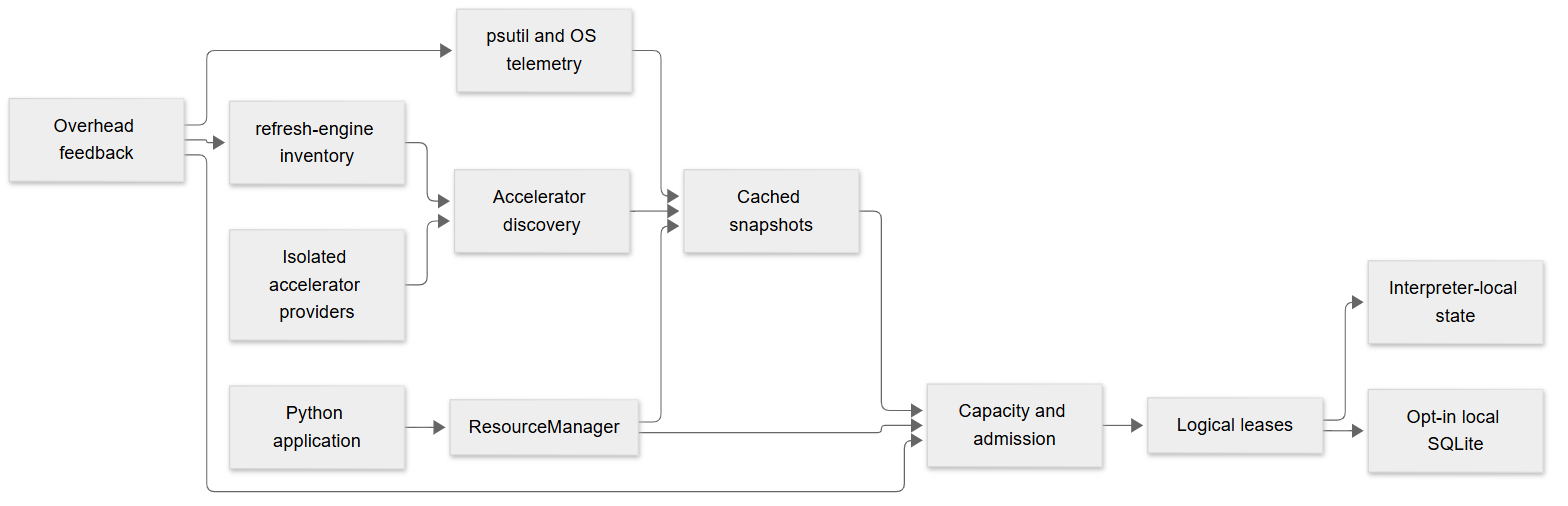 psutil and OS
telemetry
Overhead
feedback
refresh-engine
inventory
Accelerator
discovery
Cached
snapshots
Isolated
accelerator
providers
Interpreter-local
state
Python
application
ResourceManager
Capacity and
admission
Logical leases
Opt-in local
SQLite